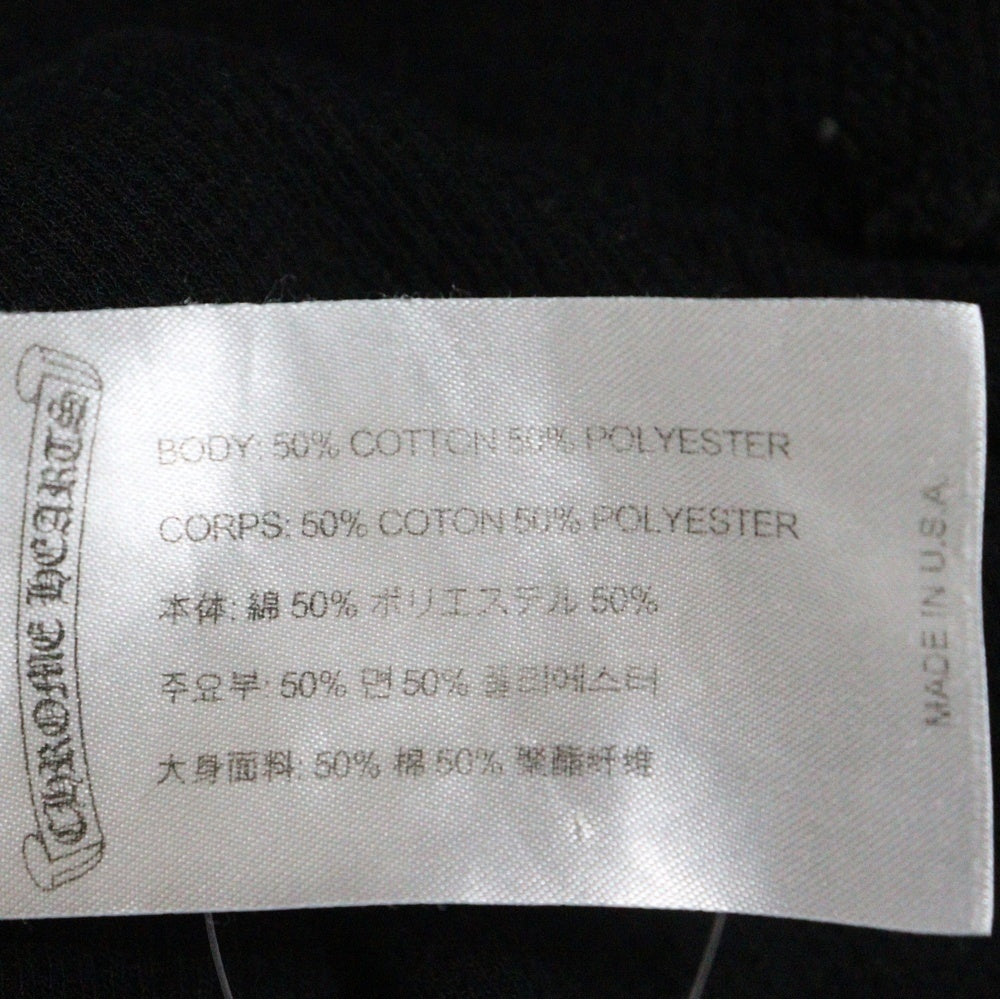 CHROME HEARTS
BODY: 50% COTTON 50% POLYESTER
CORPS: 50% COTON 50% POLYESTER
本体: 綿 50% ポリエステル 50%
주요부: 50% 면 50% 폴리에스터
大身面料: 50% 棉 50% 聚酯纤维
MADE IN U.S.A.